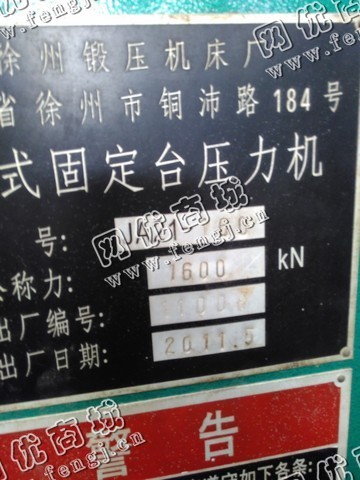 徐州锻压机床厂
省徐州市铜沛路184号
式固定台压力机
号:
公称力: 1600 kN
出厂编号:
出厂日期: 2011.5
警告
网优商城
www.fengj.cn